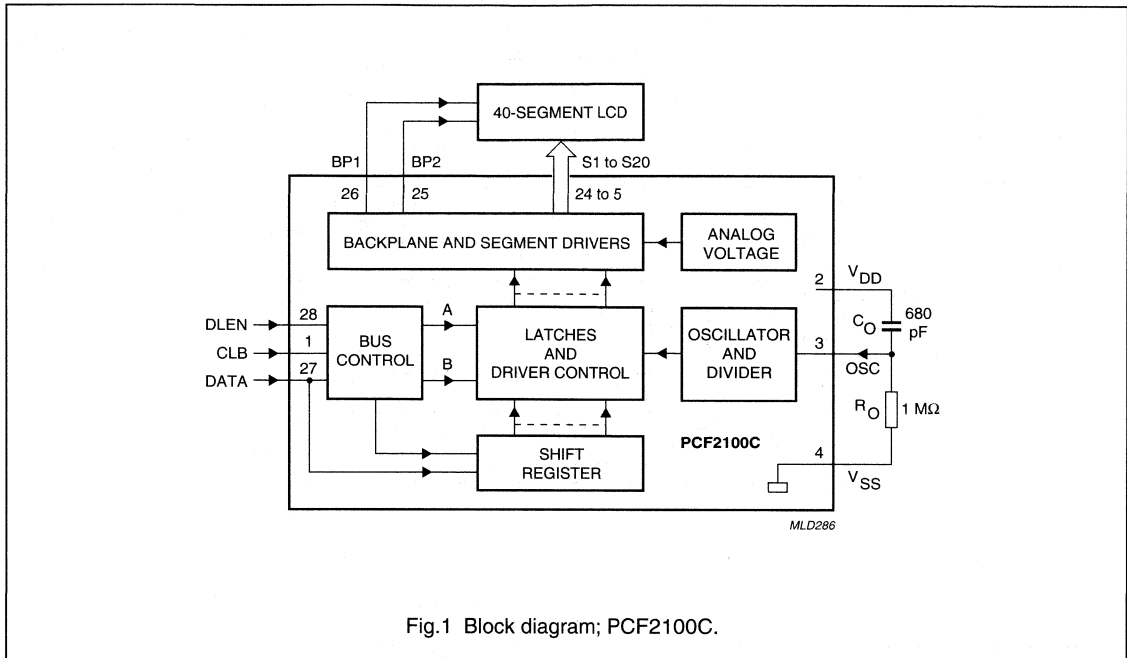 40-SEGMENT LCD
BP1
BP2
S1 to S20
26
25
24 to 5
BACKPLANE AND SEGMENT DRIVERS
ANALOG
VOLTAGE
2
VDD
CO
680
pF
DLEN
28
CLB
1
DATA
27
BUS
CONTROL
A
B
LATCHES
AND
DRIVER CONTROL
OSCILLATOR
AND
DIVIDER
3
OSC
RO
1 MΩ
PCF2100C
SHIFT
REGISTER
4
VSS
MLD286
Fig.1 Block diagram; PCF2100C.